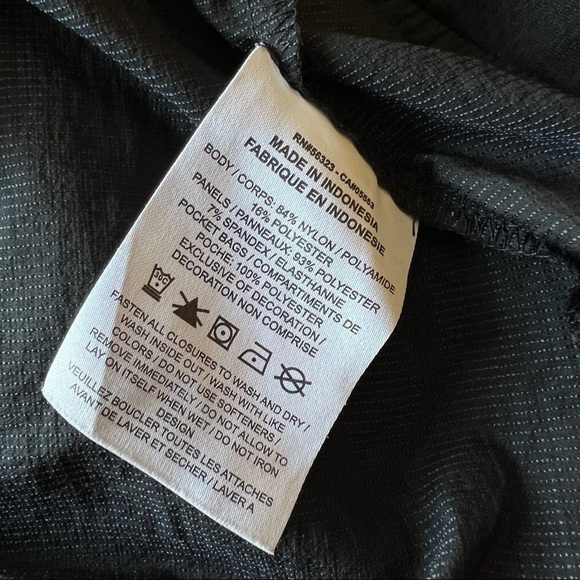 RN#56323 - CA#05553
MADE IN INDONESIA
FABRIQUE EN INDONESIE
BODY / CORPS: 84% NYLON / POLYAMIDE
16% POLYESTER
PANELS / PANNEAUX: 93% POLYESTER
7% SPANDEX / ELASTHANNE
POCKET BAGS / COMPARTIMENTS DE
POCHE: 100% POLYESTER
EXCLUSIVE OF DECORATION /
DECORATION NON COMPRISE
30C
FASTEN ALL CLOSURES TO WASH AND DRY /
WASH INSIDE OUT / WASH WITH LIKE
COLORS / DO NOT USE SOFTENERS /
REMOVE IMMEDIATELY / DO NOT ALLOW TO
LAY ON ITSELF WHEN WET / DO NOT IRON
DESIGN
VEUILLEZ BOUCLER TOUTES LES ATTACHES
AVANT DE LAVER ET SECHER / LAVER A